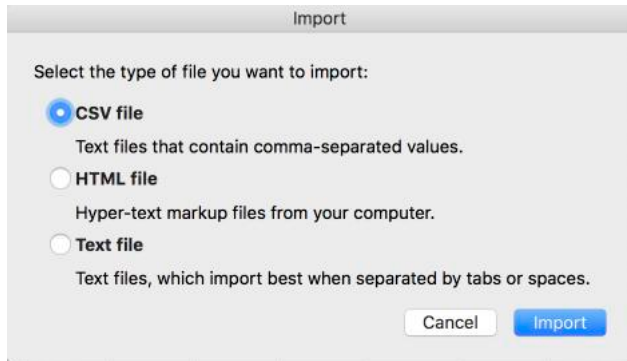 Import
Select the type of file you want to import:
CSV file
Text files that contain comma-separated values.
HTML file
Hyper-text markup files from your computer.
Text file
Text files, which import best when separated by tabs or spaces.
Cancel Import